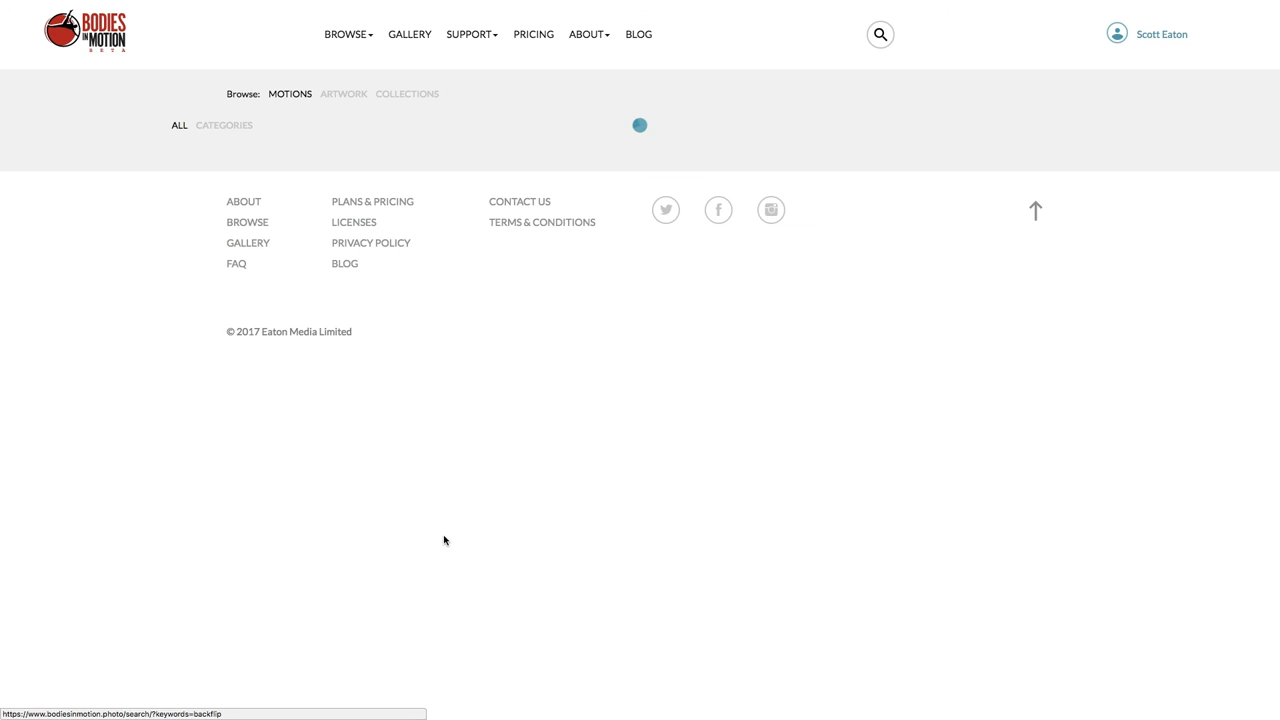 BODIES
IN MOTION
BETA
BROWSE GALLERY SUPPORT PRICING ABOUT BLOG
Scott Eaton
Browse: MOTIONS ARTWORK COLLECTIONS
ALL CATEGORIES
ABOUT PLANS & PRICING CONTACT US
BROWSE LICENSES TERMS & CONDITIONS
GALLERY PRIVACY POLICY
FAQ BLOG
© 2017 Eaton Media Limited
https://www.bodiesinmotion.photo/search/?keywords=backflip